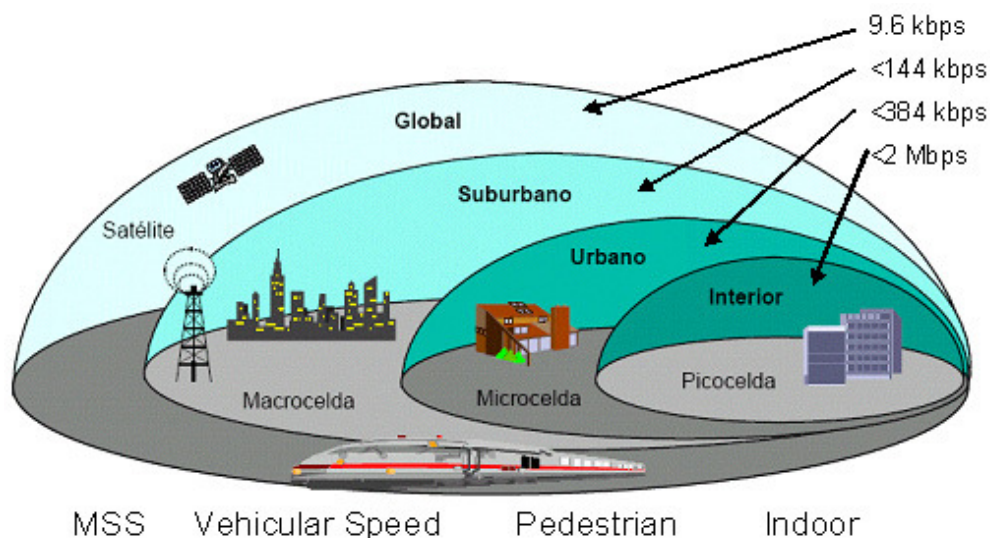 9.6 kbps
<144 kbps
<384 kbps
<2 Mbps
Global
Suburbano
Satélite
Urbano
Interior
Macrocelda
Microcelda
Picocelda
MSS Vehicular Speed Pedestrian Indoor